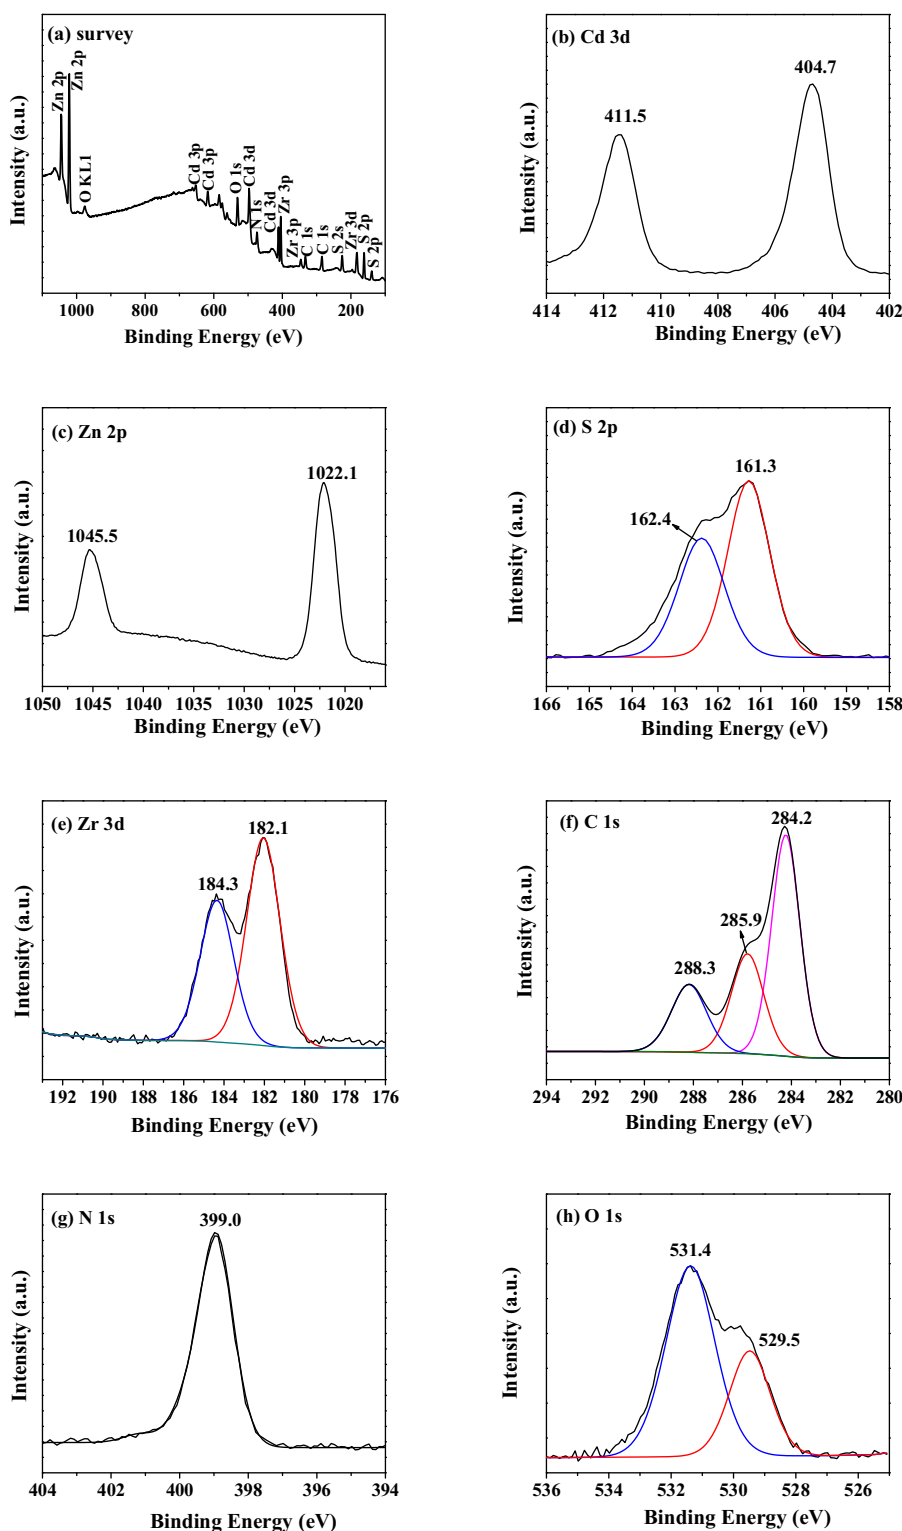 (a) survey
Zn 2p
Zn 2p
O KL1
Cd 3p
Cd 3p
O 1s
Cd 3d
N 1s
Cd 3d
Zr 3p
Zr 3p
C 1s
C 1s
S 2s
Zr 3d
S 2p
S 2p
Intensity (a.u.)
1000 800 600 400 200
Binding Energy (eV)
(b) Cd 3d
411.5
404.7
Intensity (a.u.)
414 412 410 408 406 404 402
Binding Energy (eV)
(c) Zn 2p
1045.5
1022.1
Intensity (a.u.)
1050 1045 1040 1035 1030 1025 1020
Binding Energy (eV)
(d) S 2p
162.4
161.3
Intensity (a.u.)
166 165 164 163 162 161 160 159 158
Binding Energy (eV)
(e) Zr 3d
184.3
182.1
Intensity (a.u.)
192 190 188 186 184 182 180 178 176
Binding Energy (eV)
(f) C 1s
288.3
285.9
284.2
Intensity (a.u.)
294 292 290 288 286 284 282 280
Binding Energy (eV)
(g) N 1s
399.0
Intensity (a.u.)
404 402 400 398 396 394
Binding Energy (eV)
(h) O 1s
531.4
529.5
Intensity (a.u.)
536 534 532 530 528 526
Binding Energy (eV)